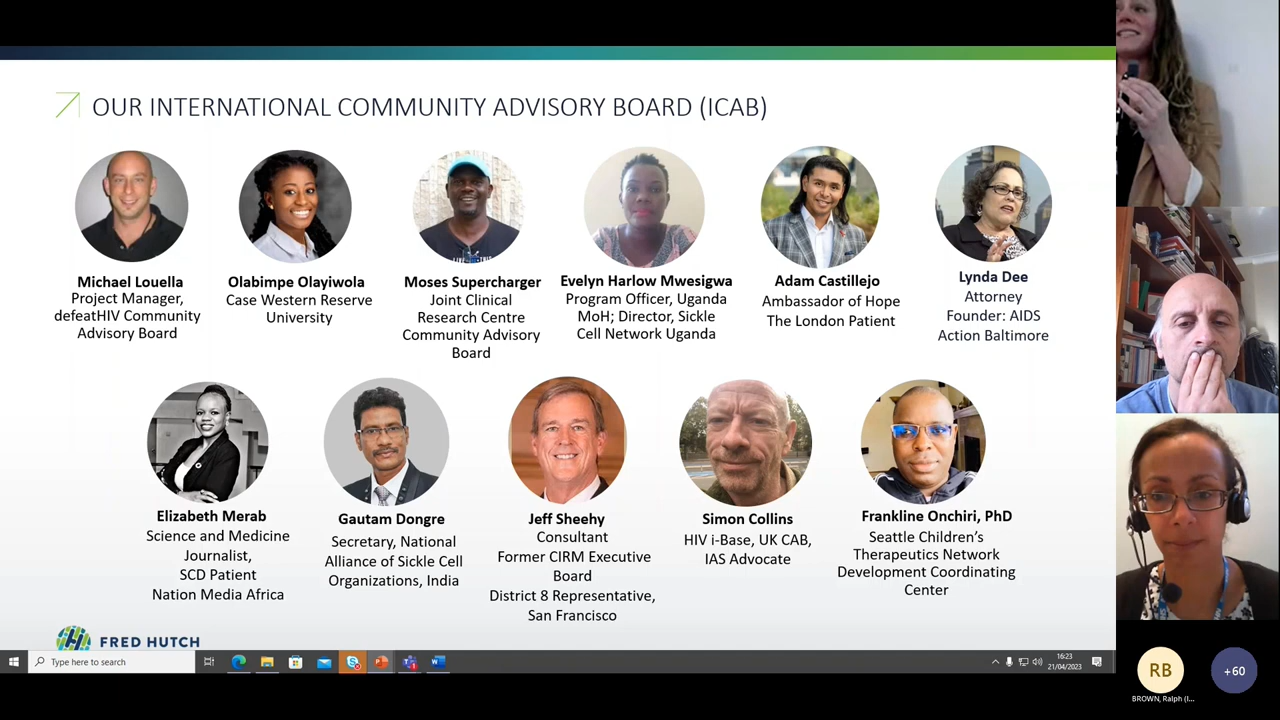 OUR INTERNATIONAL COMMUNITY ADVISORY BOARD (ICAB)
Michael Louella
Project Manager,
defeatHIV Community
Advisory Board
Olabimpe Olayiwola
Case Western Reserve
University
Moses Supercharger
Joint Clinical
Research Centre
Community Advisory
Board
Evelyn Harlow Mwesigwa
Program Officer, Uganda
MoH; Director, Sickle
Cell Network Uganda
Adam Castillejo
Ambassador of Hope
The London Patient
Lynda Dee
Attorney
Founder: AIDS
Action Baltimore
Elizabeth Merab
Science and Medicine
Journalist,
SCD Patient
Nation Media Africa
Gautam Dongre
Secretary, National
Alliance of Sickle Cell
Organizations, India
Jeff Sheehy
Consultant
Former CIRM Executive
Board
District 8 Representative,
San Francisco
Simon Collins
HIV i-Base, UK CAB,
IAS Advocate
Frankline Onchiri, PhD
Seattle Children's
Therapeutics Network
Development Coordinating
Center
FRED HUTCH
Type here to search
16:23
21/04/2023
RB
+60
BROWN, Ralph (I...